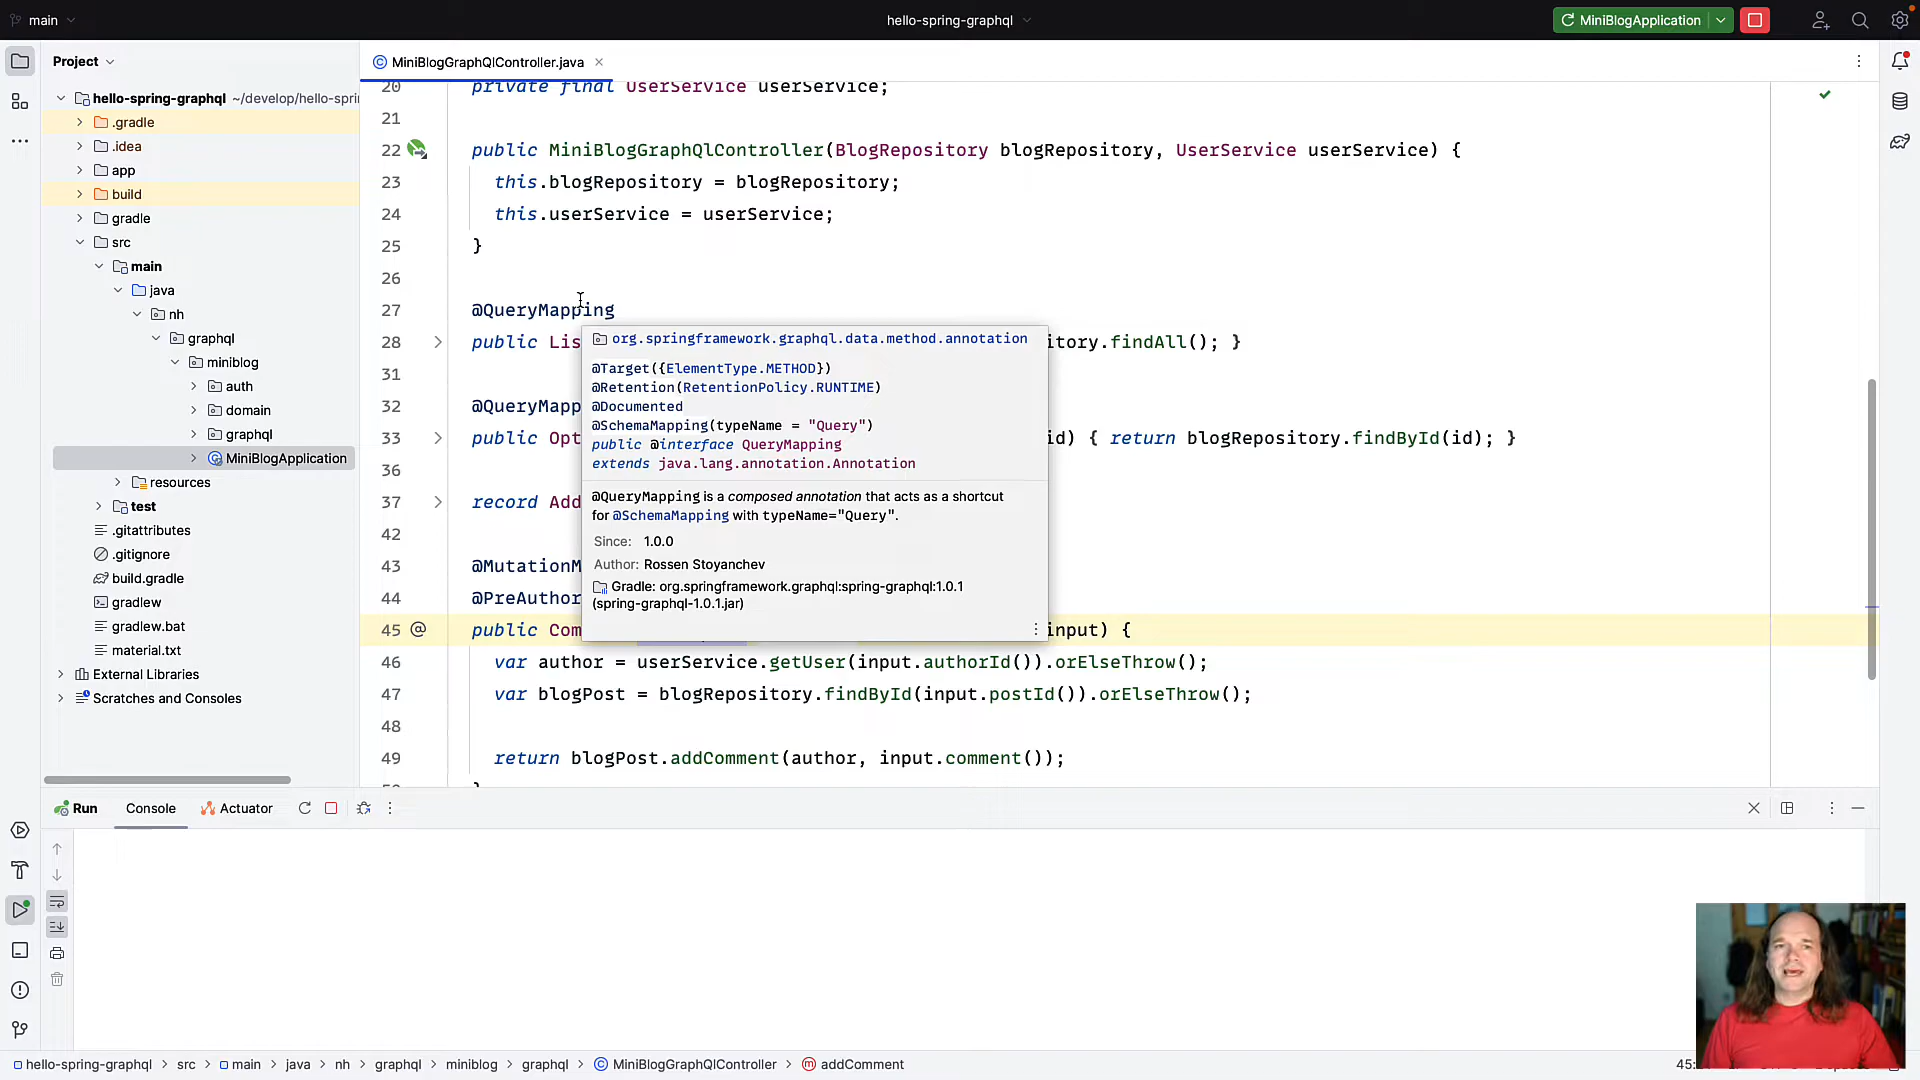 main
hello-spring-graphql
MiniBlogApplication
Project
MiniBlogGraphQlController.java
hello-spring-graphql ~/develop/hello-spri
.gradle
.idea
app
build
gradle
src
main
java
nh
graphql
miniblog
auth
domain
graphql
MiniBlogApplication
resources
test
.gitattributes
.gitignore
build.gradle
gradlew
gradlew.bat
material.txt
External Libraries
Scratches and Consoles
20 private final UserService userService;
21
22 public MiniBlogGraphQlController(BlogRepository blogRepository, UserService userService) {
23 this.blogRepository = blogRepository;
24 this.userService = userService;
25 }
26
27 @QueryMapping
28 public Lis tory.findAll(); }
31
32 @QueryMapp
33 public Opt id) { return blogRepository.findById(id); }
36
37 record Add
42
43 @MutationM
44 @PreAuthor
45 @ public Com input) {
46 var author = userService.getUser(input.authorId()).orElseThrow();
47 var blogPost = blogRepository.findById(input.postId()).orElseThrow();
48
49 return blogPost.addComment(author, input.comment());
org.springframework.graphql.data.method.annotation
@Target({ElementType.METHOD})
@Retention(RetentionPolicy.RUNTIME)
@Documented
@SchemaMapping(typeName = "Query")
public @interface QueryMapping
extends java.lang.annotation.Annotation
@QueryMapping is a composed annotation that acts as a shortcut
for @SchemaMapping with typeName="Query".
Since: 1.0.0
Author: Rossen Stoyanchev
Gradle: org.springframework.graphql:spring-graphql:1.0.1
(spring-graphql-1.0.1.jar)
Run Console Actuator
hello-spring-graphql > src > main > java > nh > graphql > miniblog > graphql > MiniBlogGraphQlController > addComment
45: